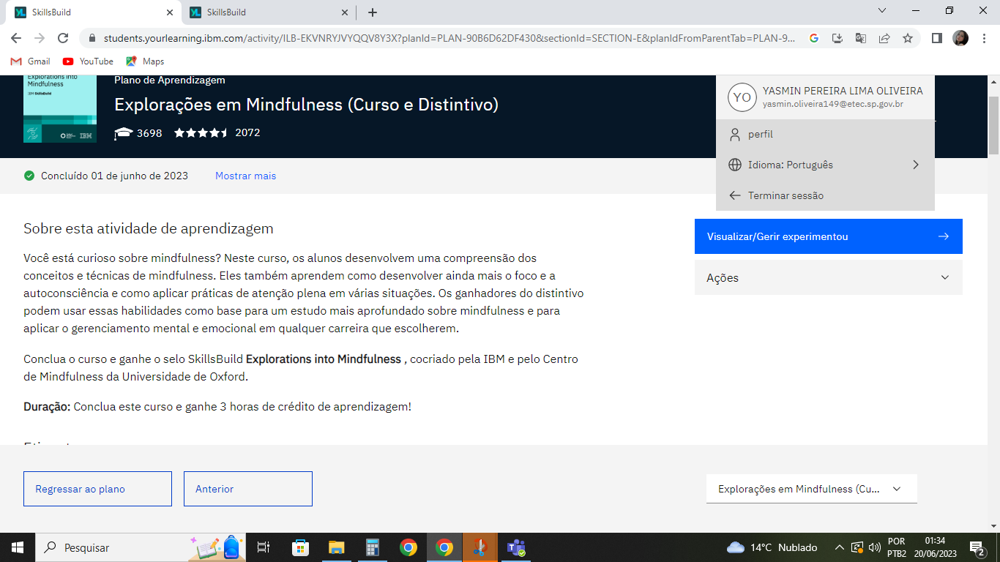 SkillsBuild
SkillsBuild
students.yourlearning.ibm.com/activity/ILB-EKVNRYJVYQQV8Y3X?planId=PLAN-90B6D62DF430&sectionId=SECTION-E&planIdFromParentTab=PLAN-9...
Gmail
YouTube
Maps
Explorations into
Mindfulness
IBM SkillsBuild
IBM
Plano de Aprendizagem
Explorações em Mindfulness (Curso e Distintivo)
3698
2072
YO
YASMIN PEREIRA LIMA OLIVEIRA
yasmin.oliveira149@etec.sp.gov.br
perfil
Idioma: Português
Terminar sessão
Concluído 01 de junho de 2023
Mostrar mais
Sobre esta atividade de aprendizagem
Você está curioso sobre mindfulness? Neste curso, os alunos desenvolvem uma compreensão dos
conceitos e técnicas de mindfulness. Eles também aprendem como desenvolver ainda mais o foco e a
autoconsciência e como aplicar práticas de atenção plena em várias situações. Os ganhadores do distintivo
podem usar essas habilidades como base para um estudo mais aprofundado sobre mindfulness e para
aplicar o gerenciamento mental e emocional em qualquer carreira que escolherem.
Conclua o curso e ganhe o selo SkillsBuild Explorations into Mindfulness , cocriado pela IBM e pelo Centro
de Mindfulness da Universidade de Oxford.
Duração: Conclua este curso e ganhe 3 horas de crédito de aprendizagem!
Visualizar/Gerir experimentou
Ações
Regressar ao plano
Anterior
Explorações em Mindfulness (Cu...
Pesquisar
14°C Nublado
POR
PTB2
01:34
20/06/2023
2